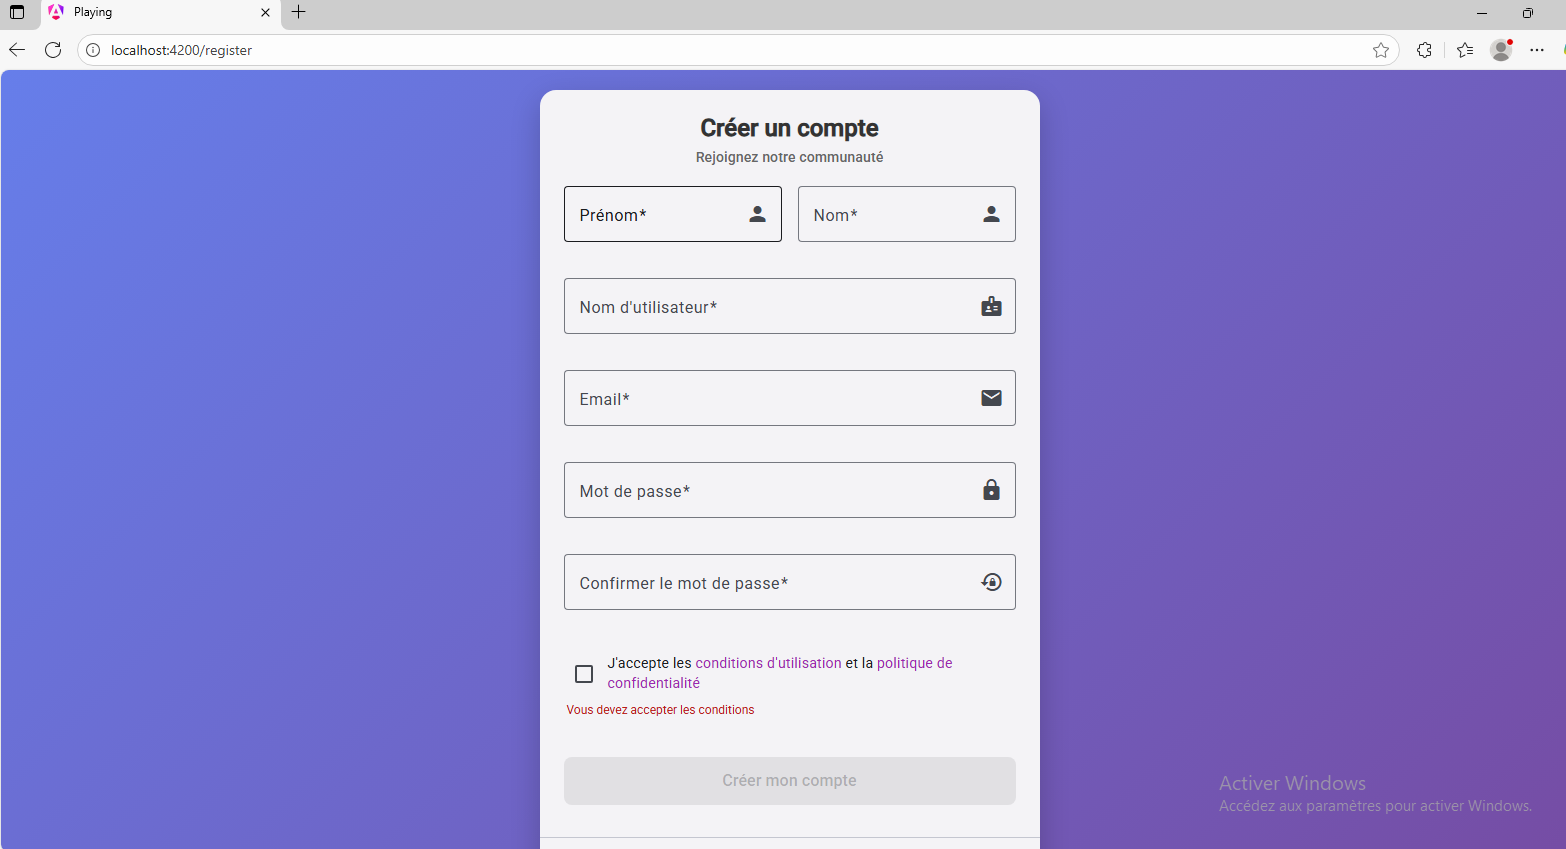 Playing
localhost:4200/register
Créer un compte
Rejoignez notre communauté
Prénom*
Nom*
Nom d'utilisateur*
Email*
Mot de passe*
Confirmer le mot de passe*
J'accepte les conditions d'utilisation et la politique de
confidentialité
Vous devez accepter les conditions
Créer mon compte
Activer Windows
Accédez aux paramètres pour activer Windows.